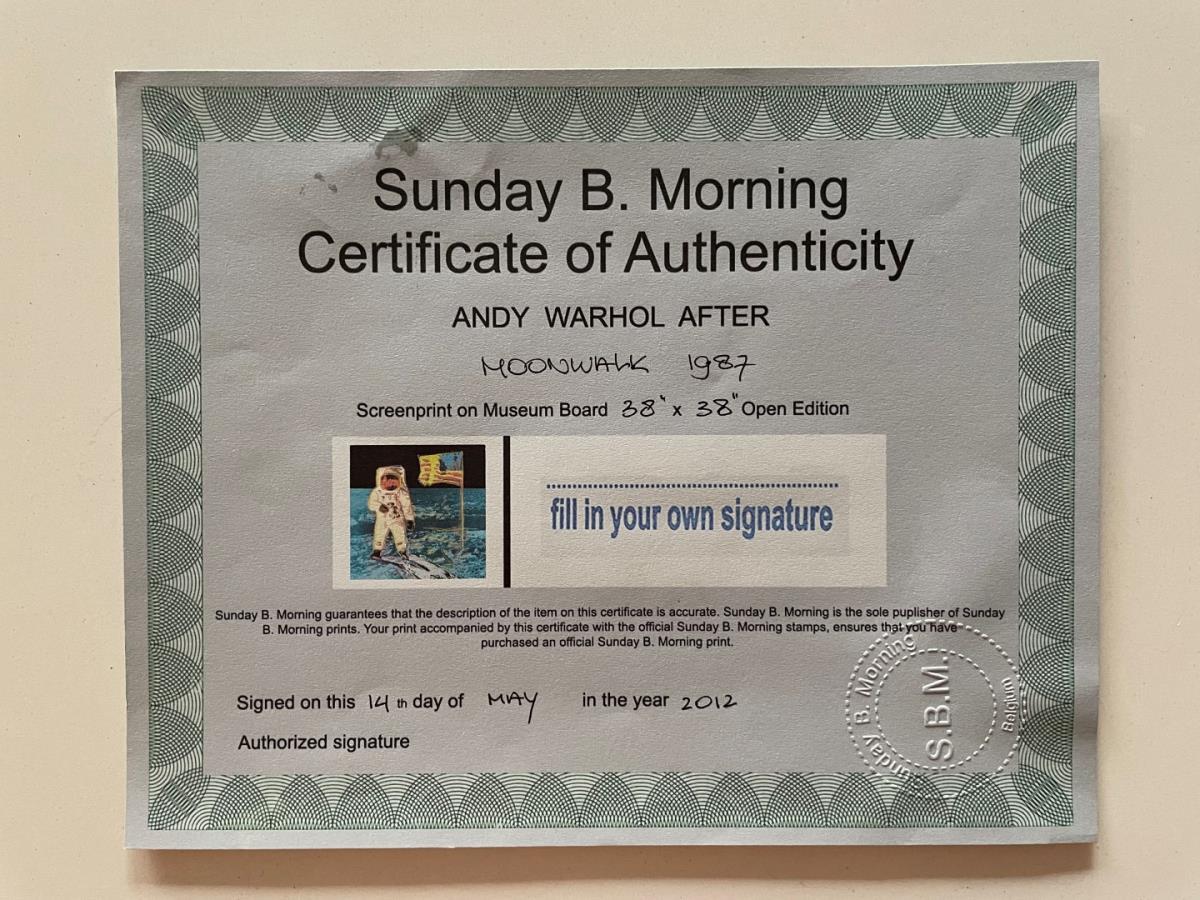 Sunday B. Morning
Certificate of Authenticity
ANDY WARHOL AFTER
MOONWALK 1987
Screenprint on Museum Board 38" x 38" Open Edition
fill in your own signature
Sunday B. Morning guarantees that the description of the item on this certificate is accurate. Sunday B. Morning is the sole puplisher of Sunday
B. Morning prints. Your print accompanied by this certificate with the official Sunday B. Morning stamps, ensures that you have
purchased an official Sunday B. Morning print.
Signed on this 14 th day of MAY in the year 2012
Authorized signature
Sunday B. Morning
S.B.M.
Belgium